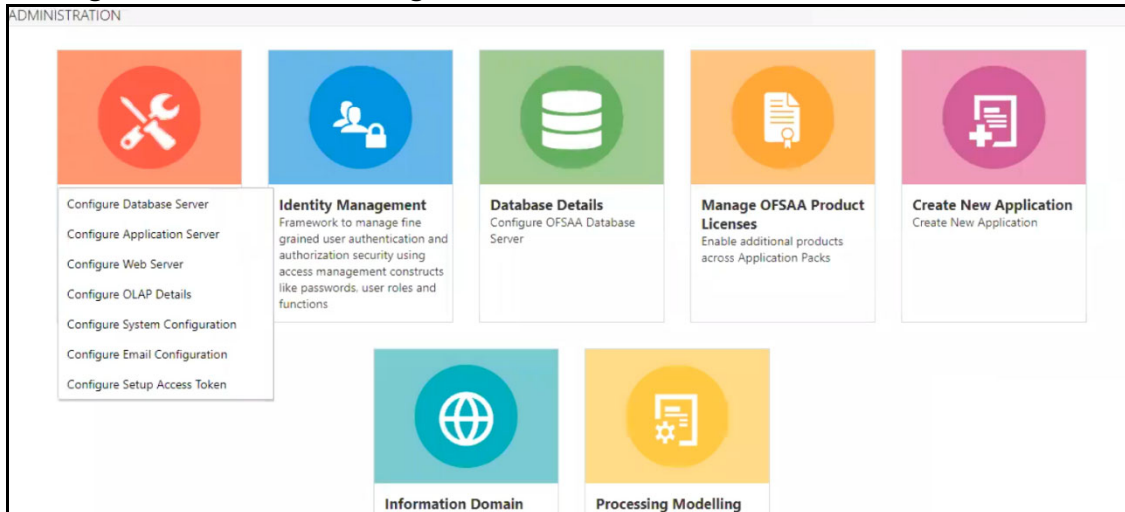 ADMINISTRATION
Configure Database Server
Configure Application Server
Configure Web Server
Configure OLAP Details
Configure System Configuration
Configure Email Configuration
Configure Setup Access Token
Identity Management
Framework to manage fine
grained user authentication and
authorization security using
access management constructs
like passwords. user roles and
functions
Database Details
Configure OFSAA Database
Server
Manage OFSAA Product
Licenses
Enable additional products
across Application Packs
Create New Application
Create New Application
Information Domain
Processing Modelling